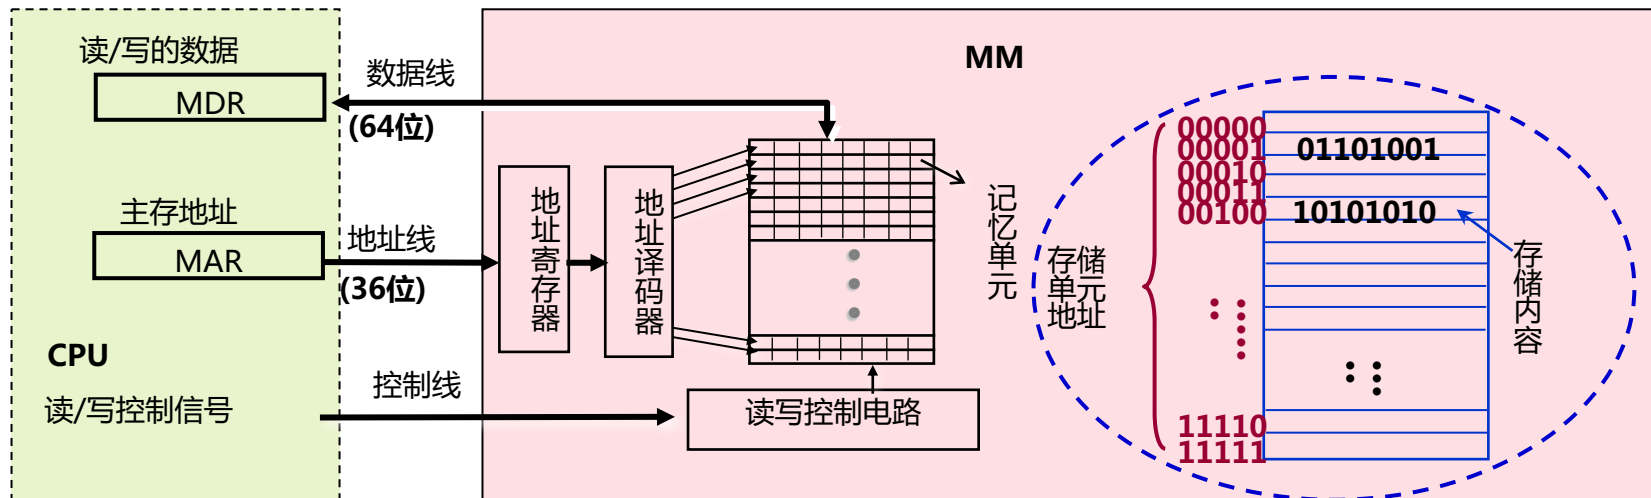 读/写的数据
MDR
数据线
(64位)
主存地址
MAR
地址线
(36位)
CPU
读/写控制信号
控制线
MM
地址寄存器
地址译码器
读写控制电路
记忆单元
存储
单元
地址
00000
00001 01101001
00010
00011
00100 10101010
11110
11111
存储内容